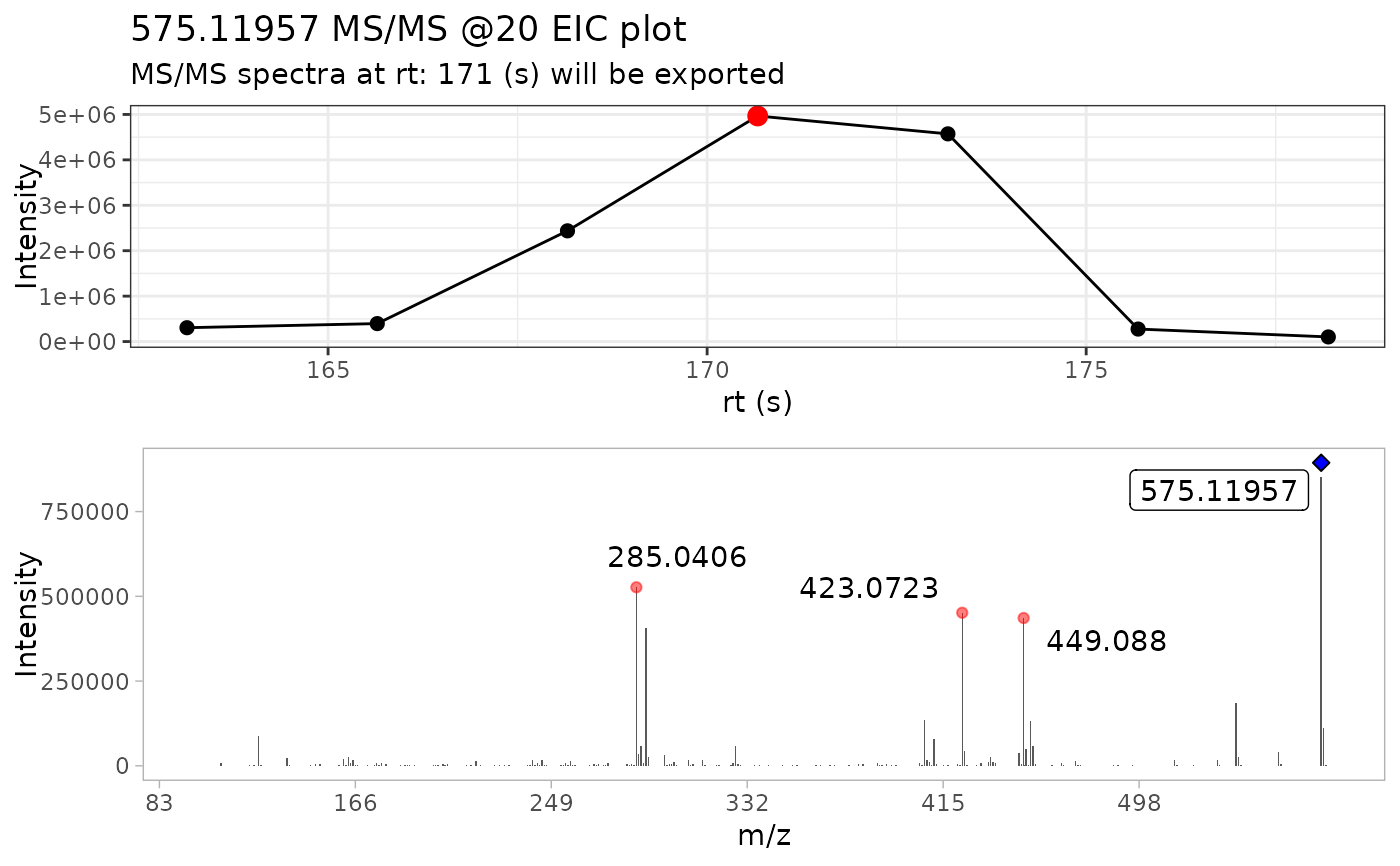 575.11957 MS/MS @20 EIC plot
MS/MS spectra at rt: 171 (s) will be exported
5e+06
4e+06
3e+06
2e+06
1e+06
0e+00
Intensity
165 170 175
rt (s)
575.11957
285.0406
423.0723
449.088
750000
500000
250000
0
Intensity
83 166 249 332 415 498
m/z